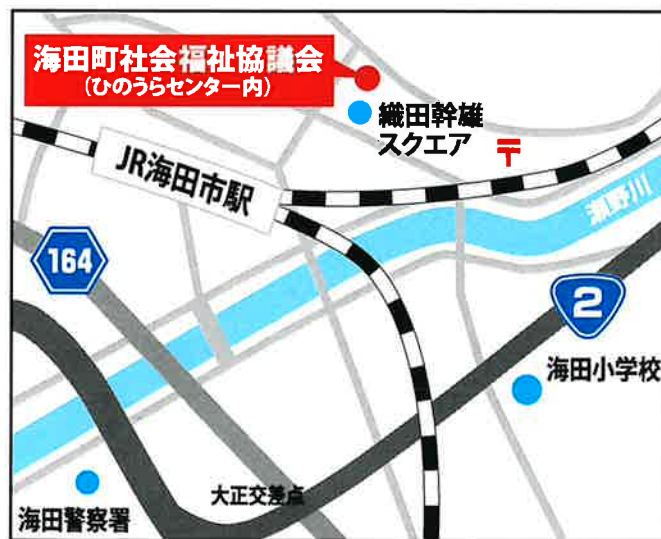 海田町社会福祉協議会
(ひのうらセンター内)
織田幹雄
スクエア
〒
JR海田市駅
瀬野川
164
2
海田小学校
大正交差点
海田警察署